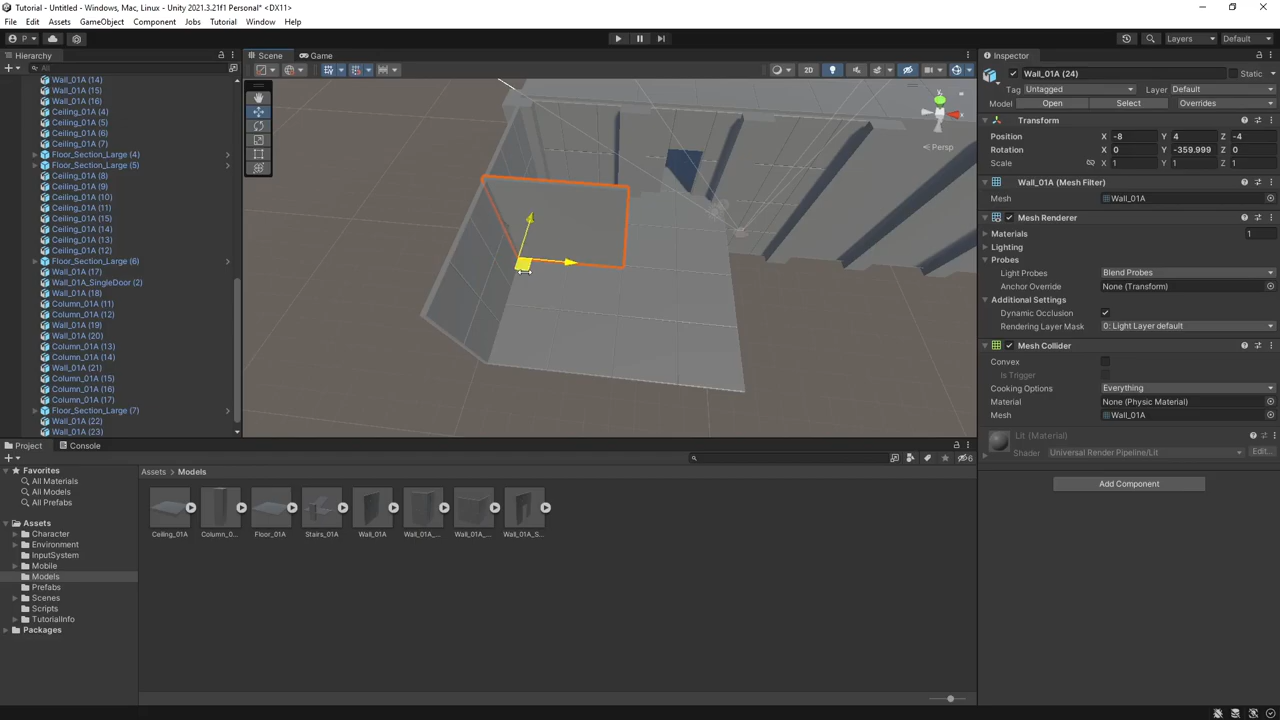 Tutorial - Untitled - Windows, Mac, Linux - Unity 2021.3.21f1 Personal* <DX11>
File Edit Assets GameObject Component Jobs Tutorial Window Help
P Layers Default
Hierarchy
All
Wall_01A (14)
Wall_01A (15)
Wall_01A (16)
Ceiling_01A (4)
Ceiling_01A (5)
Ceiling_01A (6)
Ceiling_01A (7)
Floor_Section_Large (4)
Floor_Section_Large (5)
Ceiling_01A (8)
Ceiling_01A (9)
Ceiling_01A (10)
Ceiling_01A (11)
Ceiling_01A (15)
Ceiling_01A (14)
Ceiling_01A (13)
Ceiling_01A (12)
Floor_Section_Large (6)
Wall_01A (17)
Wall_01A_SingleDoor (2)
Wall_01A (18)
Column_01A (11)
Column_01A (12)
Wall_01A (19)
Wall_01A (20)
Column_01A (13)
Column_01A (14)
Wall_01A (21)
Column_01A (15)
Column_01A (16)
Column_01A (17)
Floor_Section_Large (7)
Wall_01A (22)
Wall_01A (23)
Scene Game
2D
Persp
Inspector
Wall_01A (24) Static
Tag Untagged Layer Default
Model Open Select Overrides
Transform
Position X -8 Y 4 Z -4
Rotation X 0 Y -359.999 Z 0
Scale X 1 Y 1 Z 1
Wall_01A (Mesh Filter)
Mesh Wall_01A
Mesh Renderer
Materials 1
Lighting
Probes
Light Probes Blend Probes
Anchor Override None (Transform)
Additional Settings
Dynamic Occlusion
Rendering Layer Mask 0: Light Layer default
Mesh Collider
Convex
Is Trigger
Cooking Options Everything
Material None (Physic Material)
Mesh Wall_01A
Lit (Material)
Shader Universal Render Pipeline/Lit Edit...
Add Component
Project Console
6
Favorites
All Materials
All Models
All Prefabs
Assets
Character
Environment
InputSystem
Mobile
Models
Prefabs
Scenes
Scripts
TutorialInfo
Packages
Assets Models
Ceiling_01A Column_0... Floor_01A Stairs_01A Wall_01A Wall_01A_... Wall_01A_... Wall_01A_S...